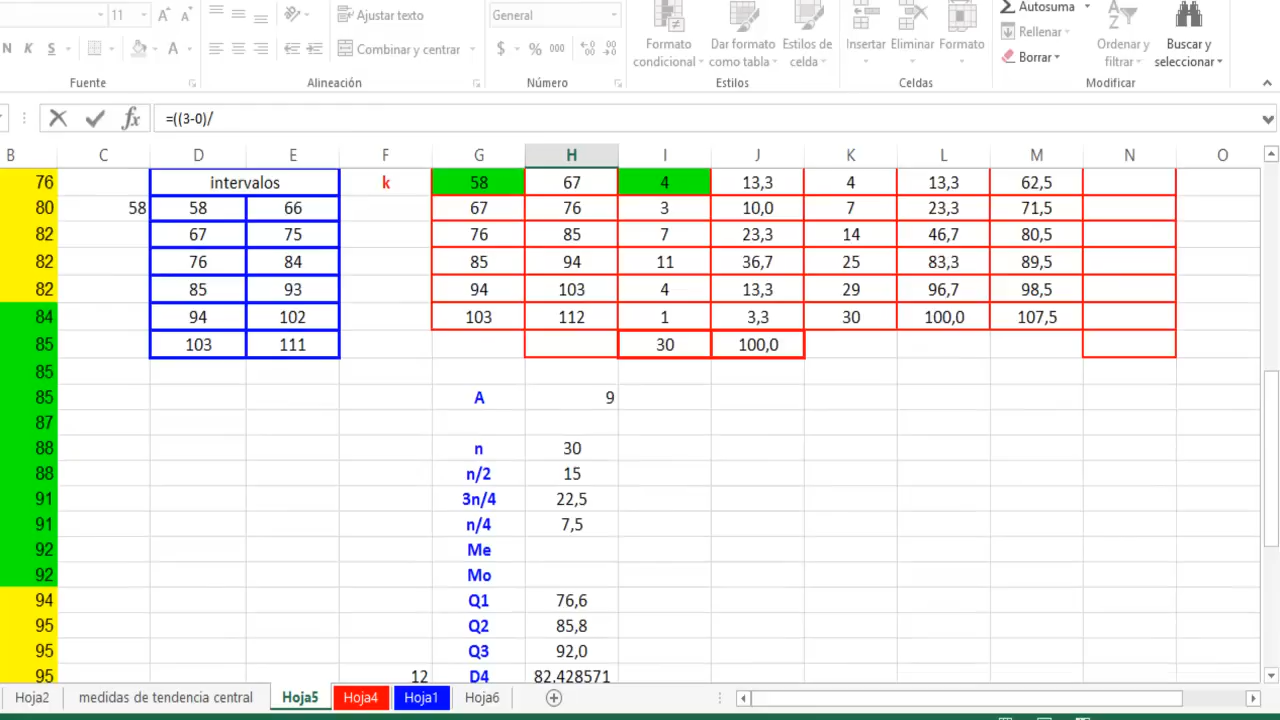 11 Ajustar texto General Autosuma
N K S A Combinar y centrar $ % 000 Formato condicional Dar formato como tabla Estilos de celda Insertar Eliminar Formato Rellenar Borrar Ordenar y filtrar Buscar y seleccionar
Fuente Alineación Número Estilos Celdas Modificar
fx =((3-0)/
B C D E F G H I J K L M N O
76 intervalos k 58 67 4 13,3 4 13,3 62,5
80 58 58 66 67 76 3 10,0 7 23,3 71,5
82 67 75 76 85 7 23,3 14 46,7 80,5
82 76 84 85 94 11 36,7 25 83,3 89,5
82 85 93 94 103 4 13,3 29 96,7 98,5
84 94 102 103 112 1 3,3 30 100,0 107,5
85 103 111 30 100,0
85
85 A 9
87
88 n 30
88 n/2 15
91 3n/4 22,5
91 n/4 7,5
92 Me
92 Mo
94 Q1 76,6
95 Q2 85,8
95 Q3 92,0
95 12 D4 82,428571
Hoja2 medidas de tendencia central Hoja5 Hoja4 Hoja1 Hoja6